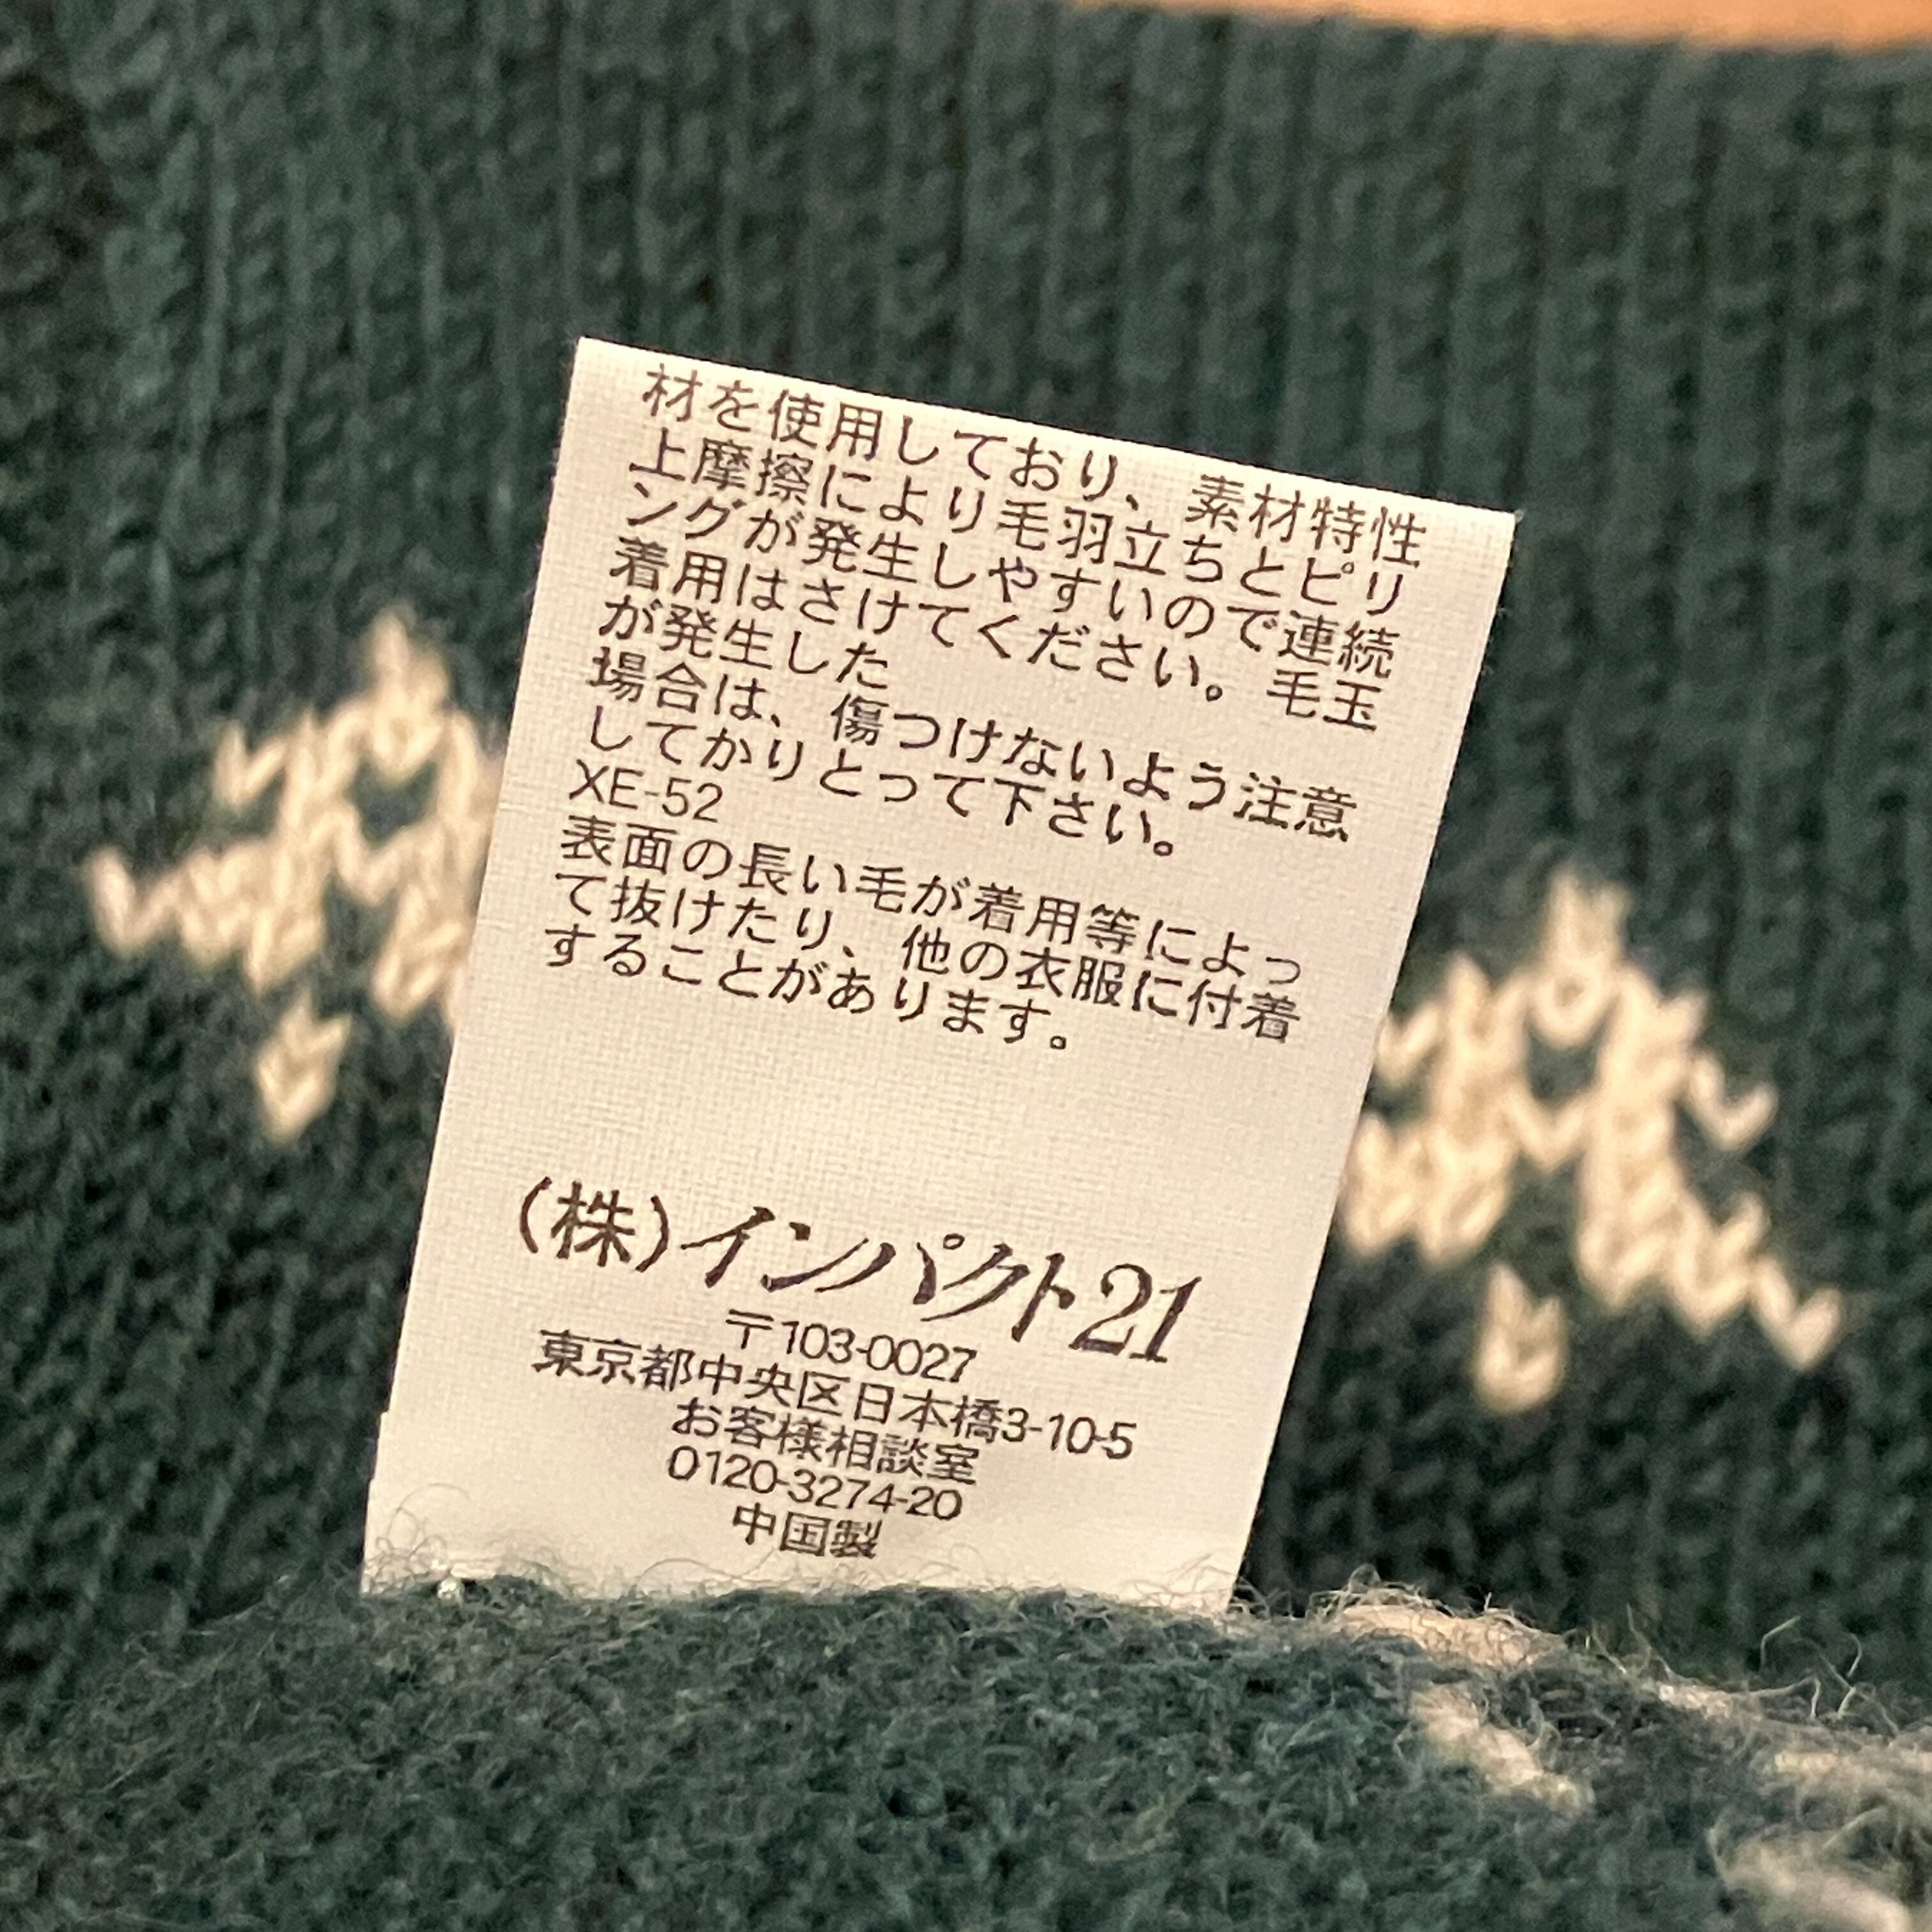 材を使用しており、素材特性
上摩擦により毛羽立ちとピリ
ングが発生しやすいので連続
着用はさけてください。毛玉
が発生した
場合は、傷つけないよう注意
してかりとって下さい。
XE-52
表面の長い毛が着用等によっ
て抜けたり、他の衣服に付着
することがあります。
(株)インパクト21
〒103-0027
東京都中央区日本橋3-10-5
お客様相談室
0120-3274-20
中国製